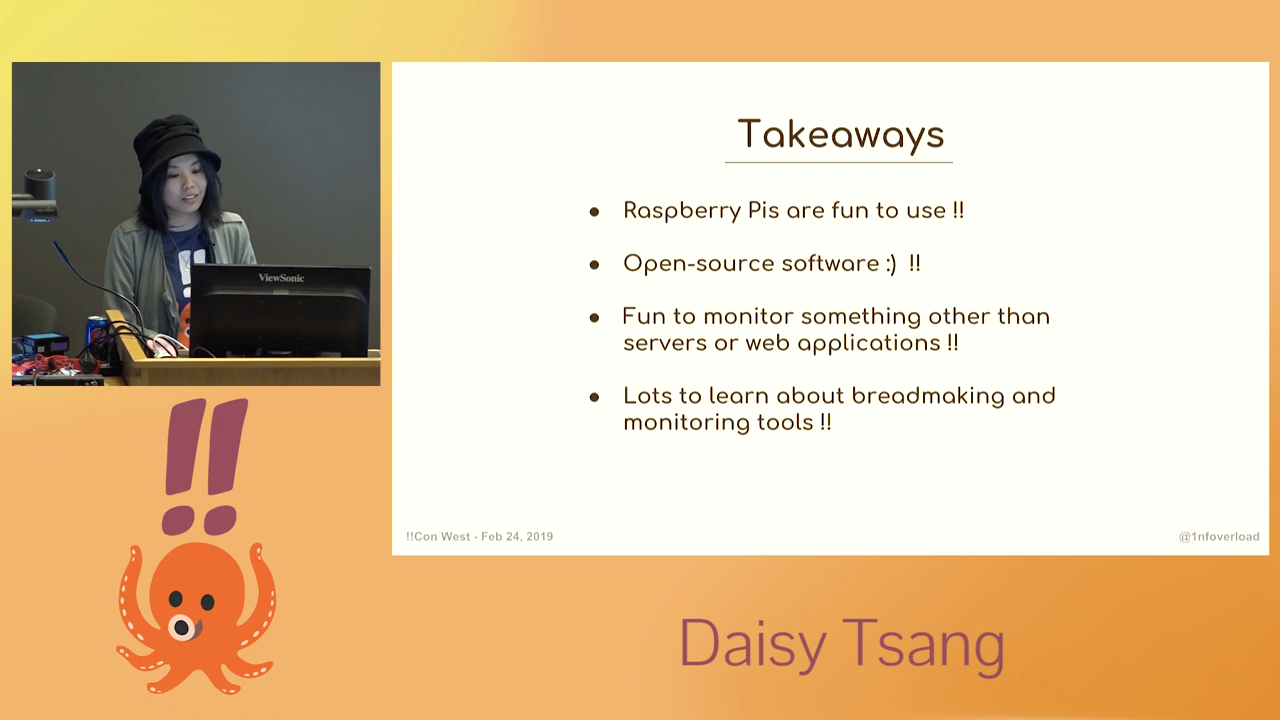 ViewSonic
!!
Takeaways
Raspberry Pis are fun to use !!
Open-source software :) !!
Fun to monitor something other than
servers or web applications !!
Lots to learn about breadmaking and
monitoring tools !!
!!Con West - Feb 24, 2019
@1nfoverload
!!
Daisy Tsang